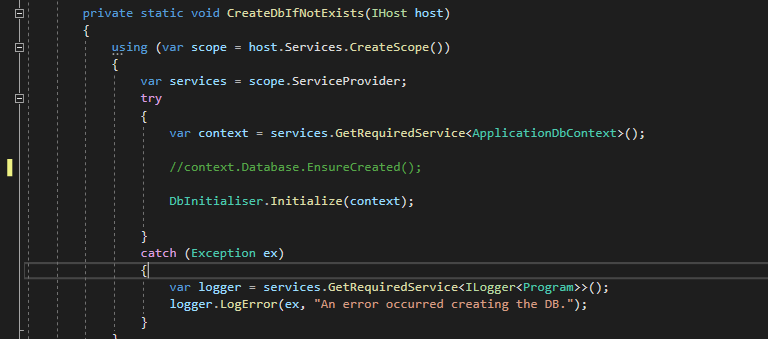 private static void CreateDbIfNotExists(IHost host)
{
using (var scope = host.Services.CreateScope())
{
var services = scope.ServiceProvider;
try
{
var context = services.GetRequiredService<ApplicationDbContext>();
//context.Database.EnsureCreated();
DbInitialiser.Initialize(context);
}
catch (Exception ex)
{
var logger = services.GetRequiredService<ILogger<Program>>();
logger.LogError(ex, "An error occurred creating the DB.");
}
}